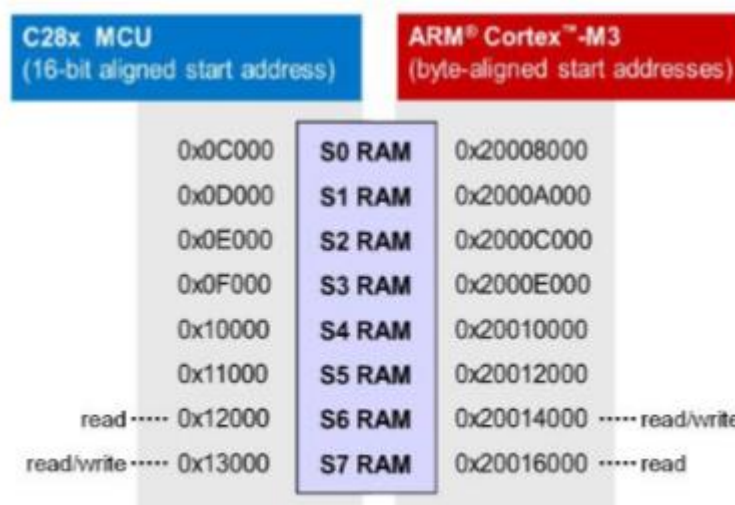 C28x MCU
(16-bit aligned start address)
ARM® Cortex™-M3
(byte-aligned start addresses)
0x0C000 S0 RAM 0x20008000
0x0D000 S1 RAM 0x2000A000
0x0E000 S2 RAM 0x2000C000
0x0F000 S3 RAM 0x2000E000
0x10000 S4 RAM 0x20010000
0x11000 S5 RAM 0x20012000
read ····· 0x12000 S6 RAM 0x20014000 ····· read/write
read/write ····· 0x13000 S7 RAM 0x20016000 ····· read